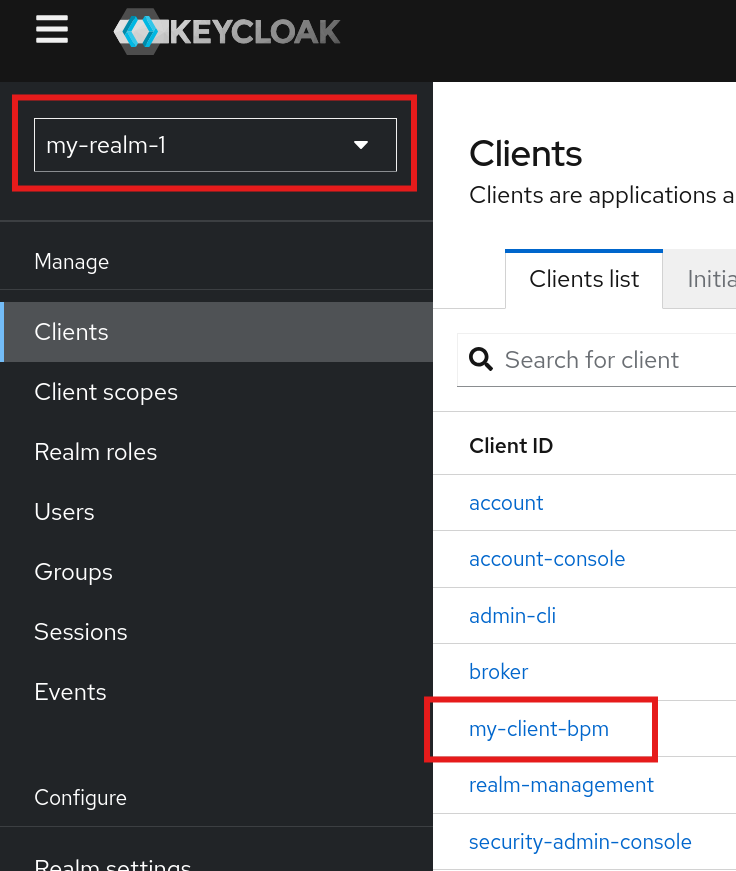 KEYCLOAK
my-realm-1
Manage
Clients
Client scopes
Realm roles
Users
Groups
Sessions
Events
Configure
Realm settings
Clients
Clients are applications a
Clients list
Initia
Search for client
Client ID
account
account-console
admin-cli
broker
my-client-bpm
realm-management
security-admin-console